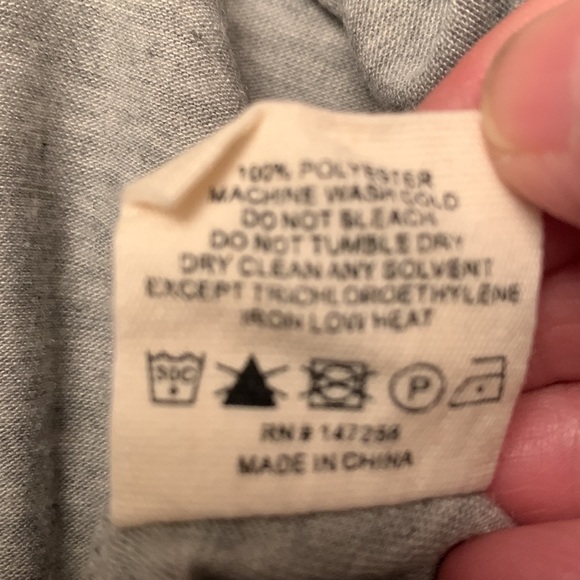 100% POLYESTER
MACHINE WASH COLD
DO NOT BLEACH
DO NOT TUMBLE DRY
DRY CLEAN ANY SOLVENT
EXCEPT TRICHLOROETHYLENE
IRON LOW HEAT
30C P
RN# 147256
MADE IN CHINA